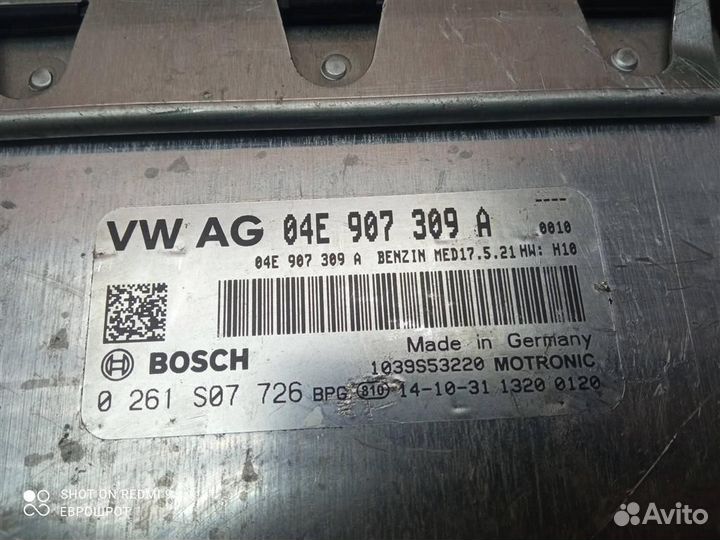 ----
VW AG 04E 907 309 A 0010
04E 907 309 A BENZIN MED17.5.21 HW: H10
Made in Germany
BOSCH 1039S53220 MOTRONIC
0 261 S07 726 BPG 810 14-10-31 1320 0120
SHOT ON REDMI 9
ЕВРОШРОТ
Avito